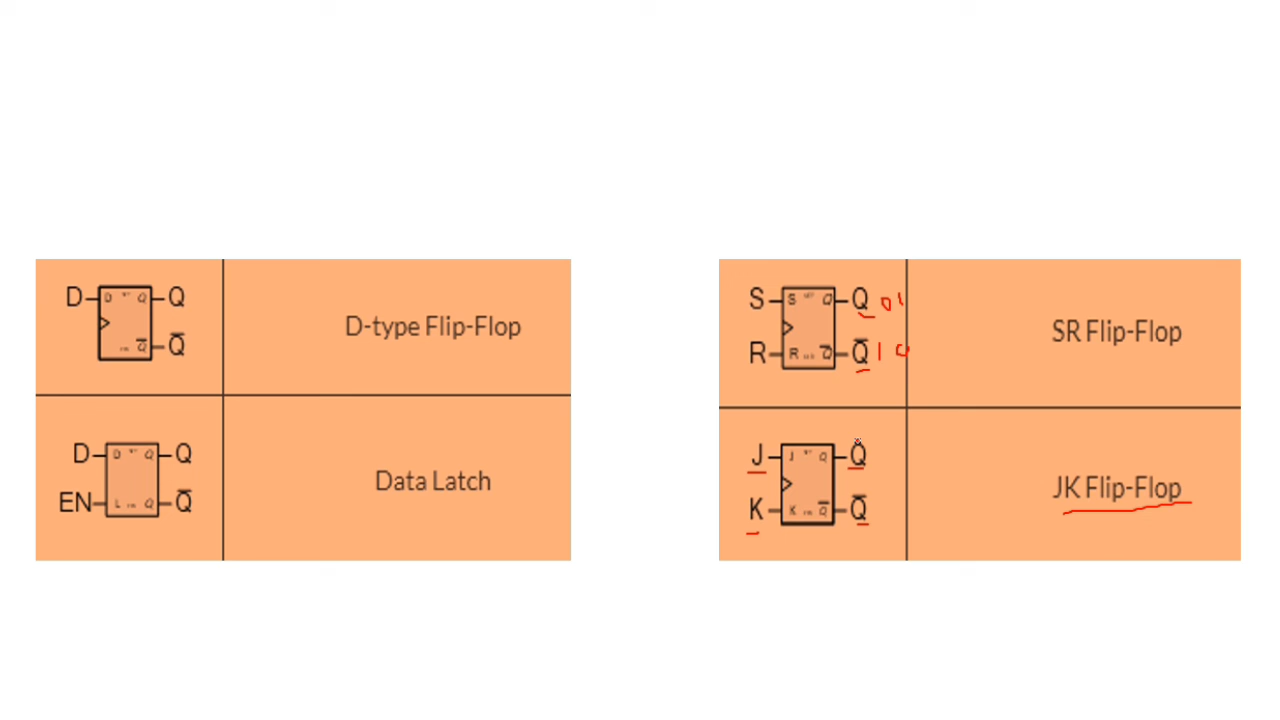 D D Q Q
Q̅ Q̅
D-type Flip-Flop
D D Q Q
EN L Q Q̅
Data Latch
S S Q Q 0 1
R R Q̅ Q̅ 1 0
SR Flip-Flop
J J Q Q
K K Q̅ Q̅
JK Flip-Flop